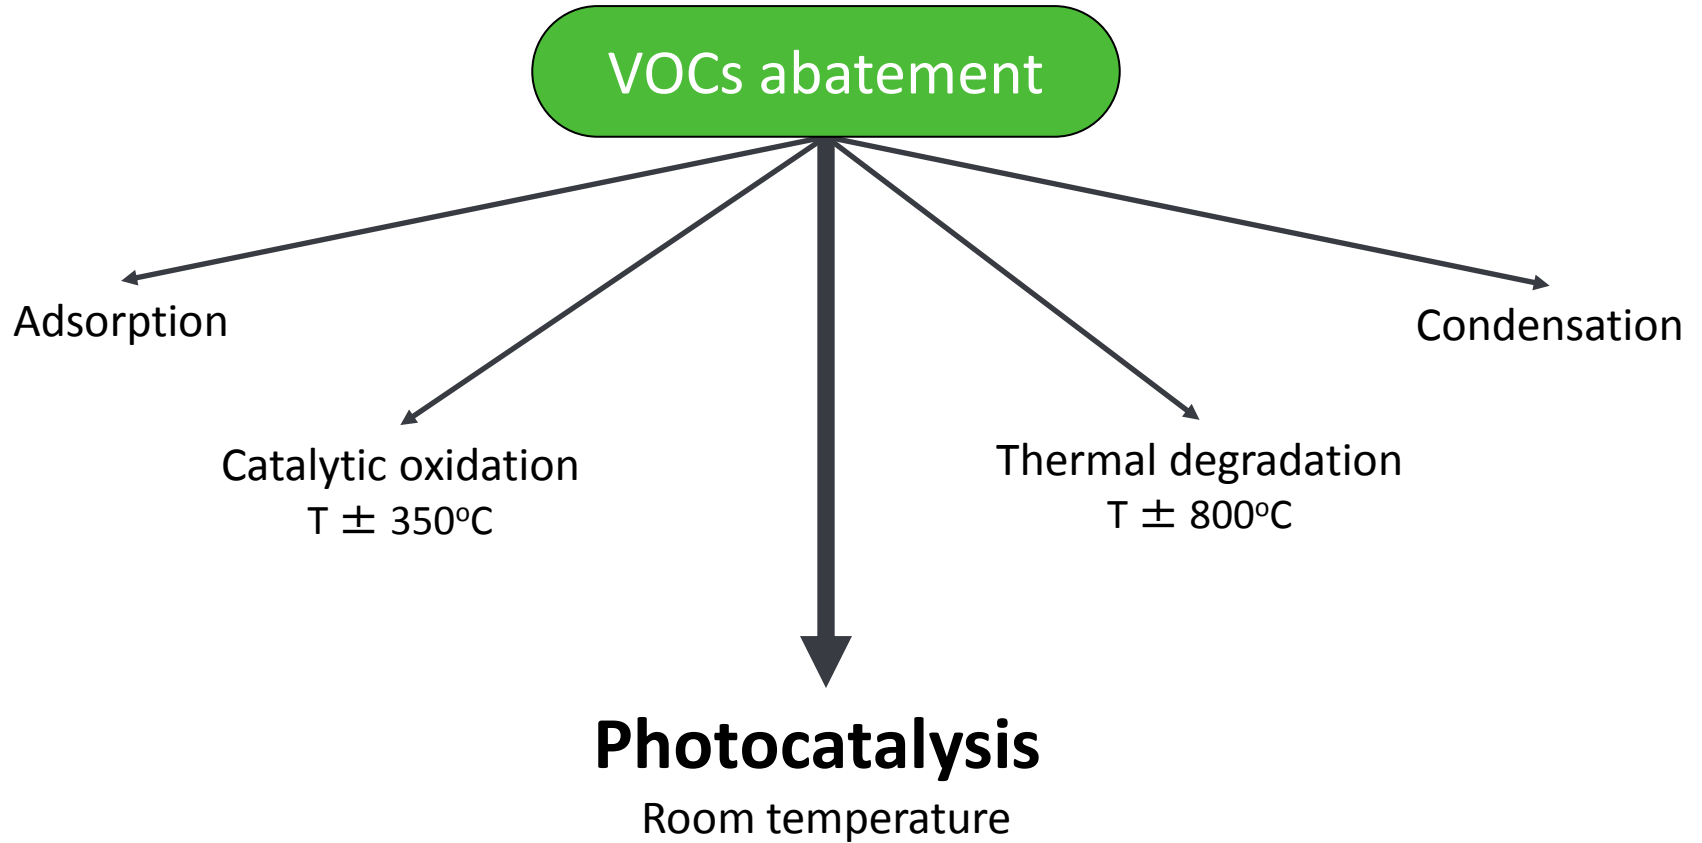 VOCs abatement
Adsorption
Condensation
Catalytic oxidation
T ± 350ºC
Thermal degradation
T ± 800ºC
Photocatalysis
Room temperature